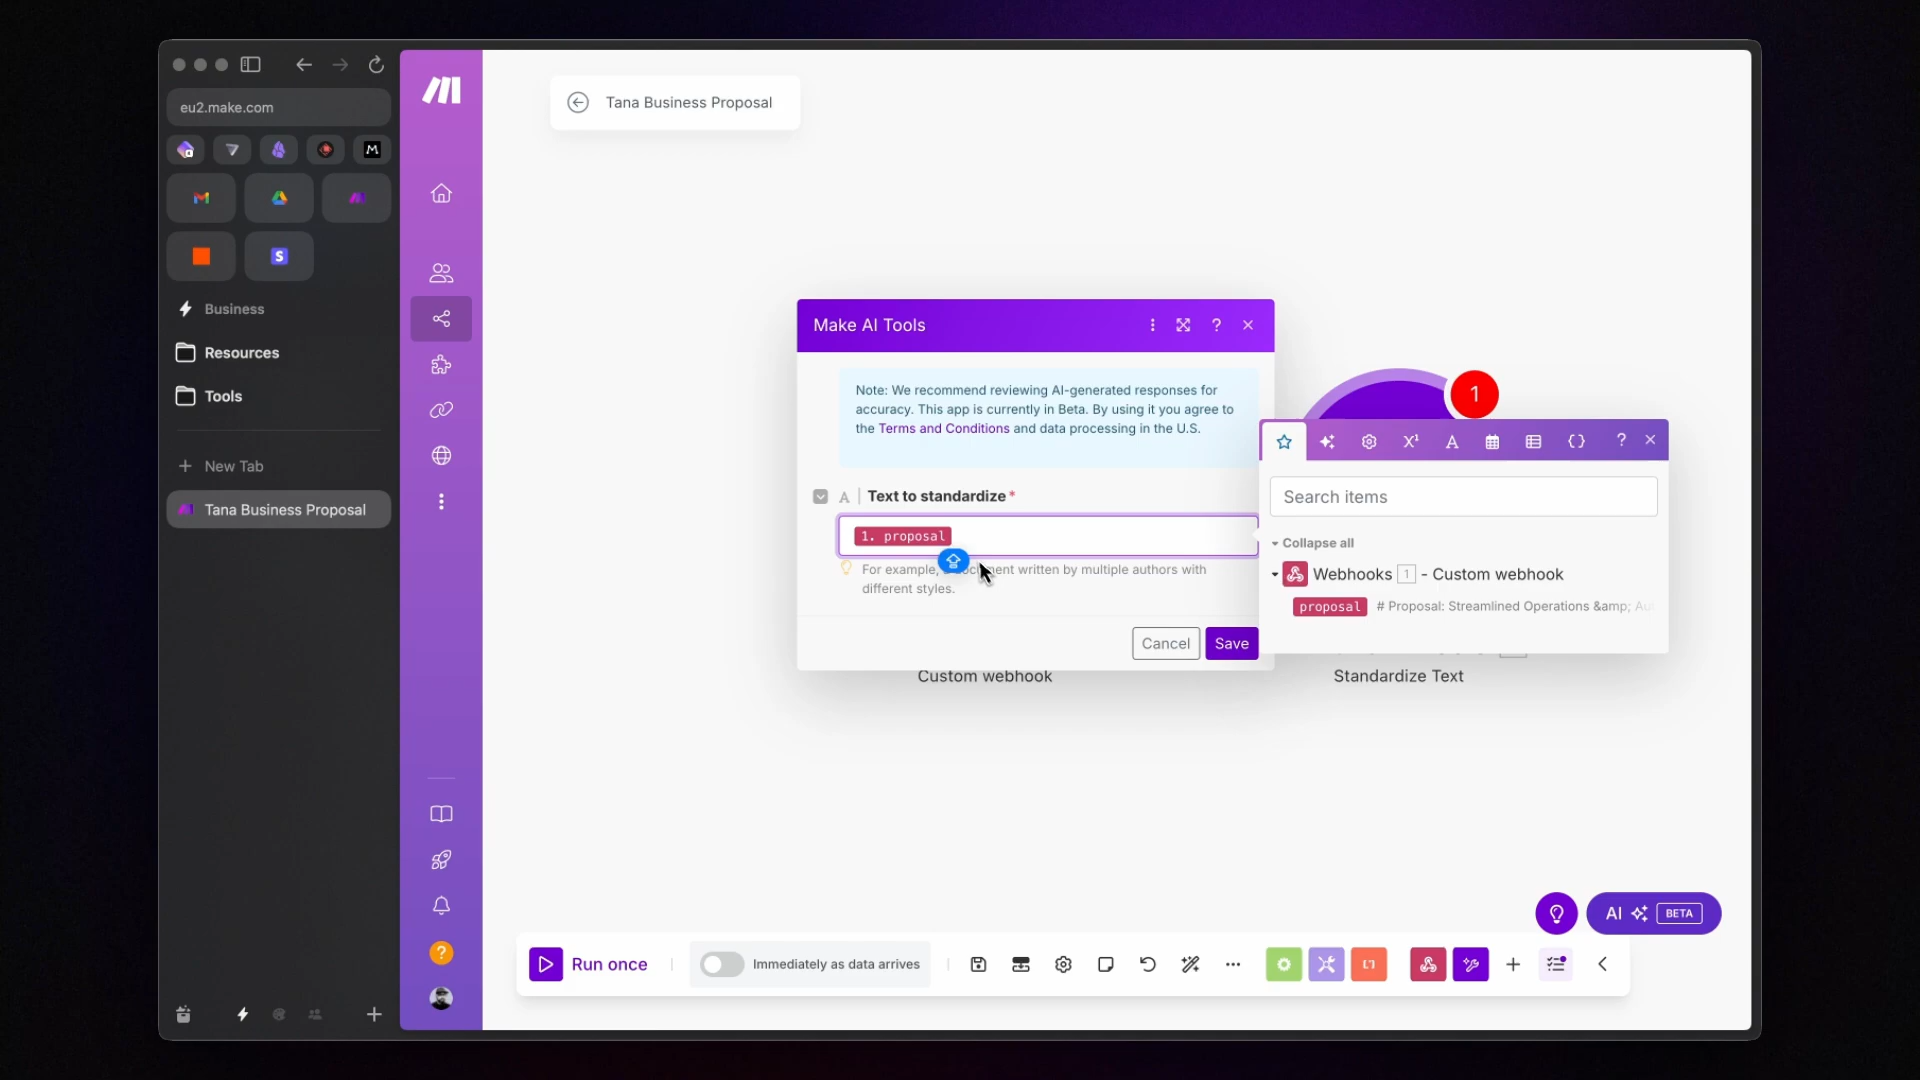 eu2.make.com
M
S
Business
Resources
Tools
New Tab
Tana Business Proposal
?
Tana Business Proposal
Make AI Tools
?
Note: We recommend reviewing AI-generated responses for
accuracy. This app is currently in Beta. By using it you agree to
the Terms and Conditions and data processing in the U.S.
A
Text to standardize*
1. proposal
For example, document written by multiple authors with
different styles.
Cancel
Save
1
X¹
A
{}
?
Search items
Collapse all
Webhooks 1 - Custom webhook
proposal # Proposal: Streamlined Operations &amp; Au
Custom webhook
Standardize Text
AI BETA
Run once
Immediately as data arrives